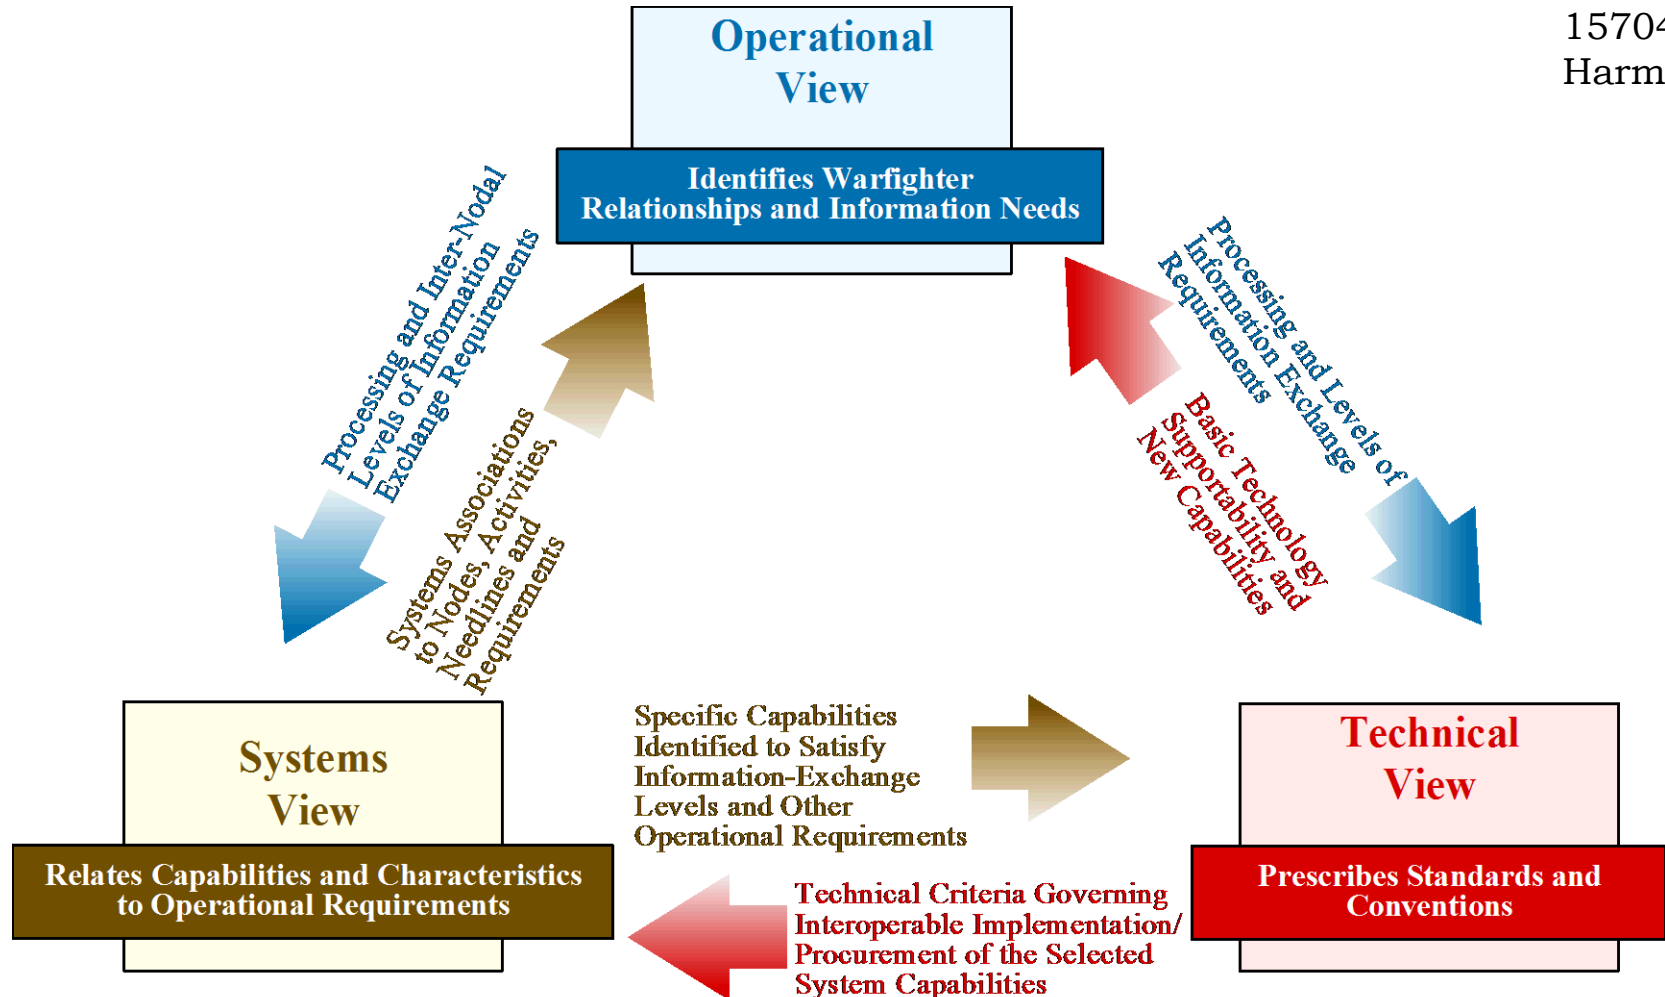 Operational
View
Identifies Warfighter
Relationships and Information Needs
15704
Harm
Processing and Inter-Nodal
Levels of Information
Exchange Requirements
Systems Associations
to Nodes, Activities,
Needlines and
Requirements
Processing and Levels of
Information Exchange
Requirements
Basic Technology
Supportability and
New Capabilities
Systems
View
Relates Capabilities and Characteristics
to Operational Requirements
Specific Capabilities
Identified to Satisfy
Information-Exchange
Levels and Other
Operational Requirements
Technical Criteria Governing
Interoperable Implementation/
Procurement of the Selected
System Capabilities
Technical
View
Prescribes Standards and
Conventions